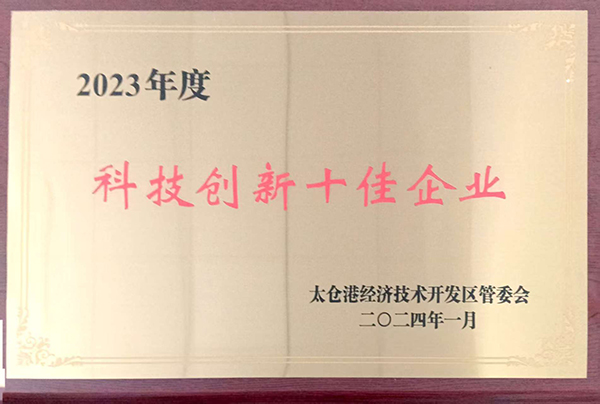 2023年度
科技创新十佳企业
太仓港经济技术开发区管委会
二〇二四年一月